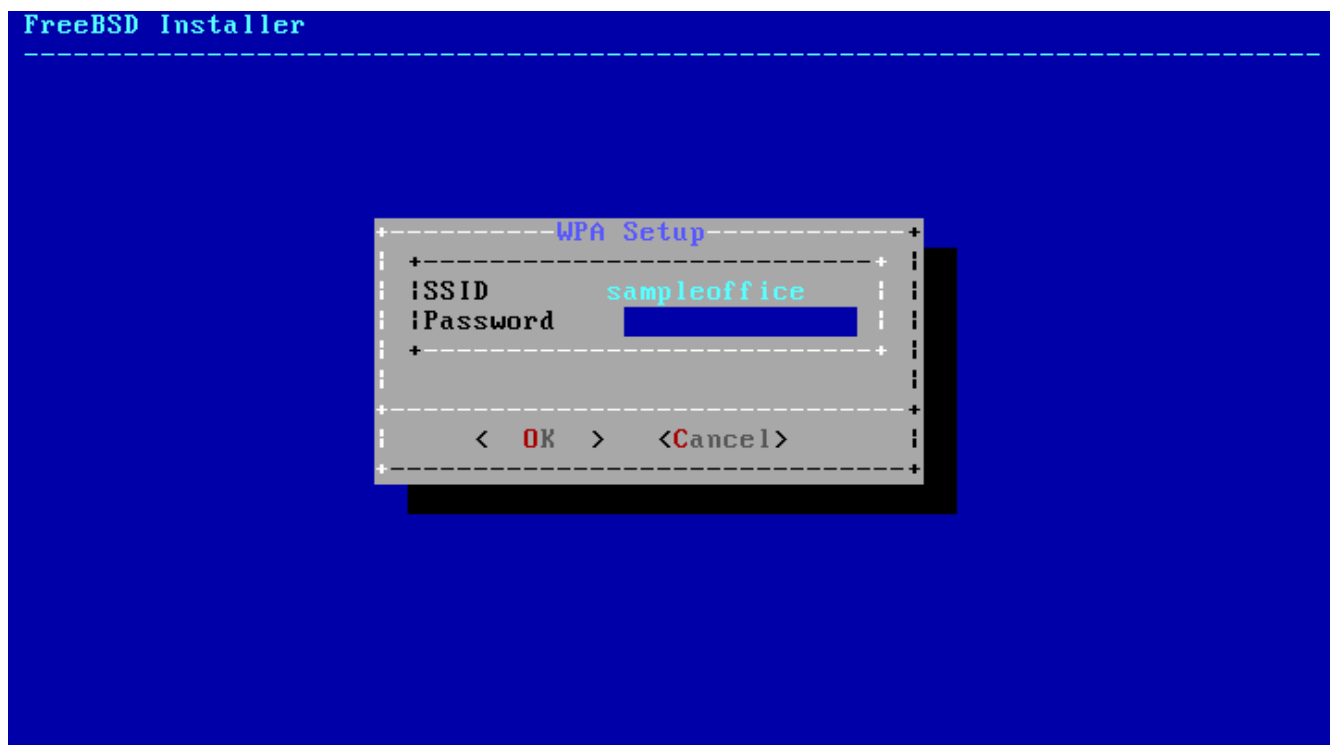 FreeBSD Installer
WPA Setup
SSID sampleoffice
Password
< OK > <Cancel>